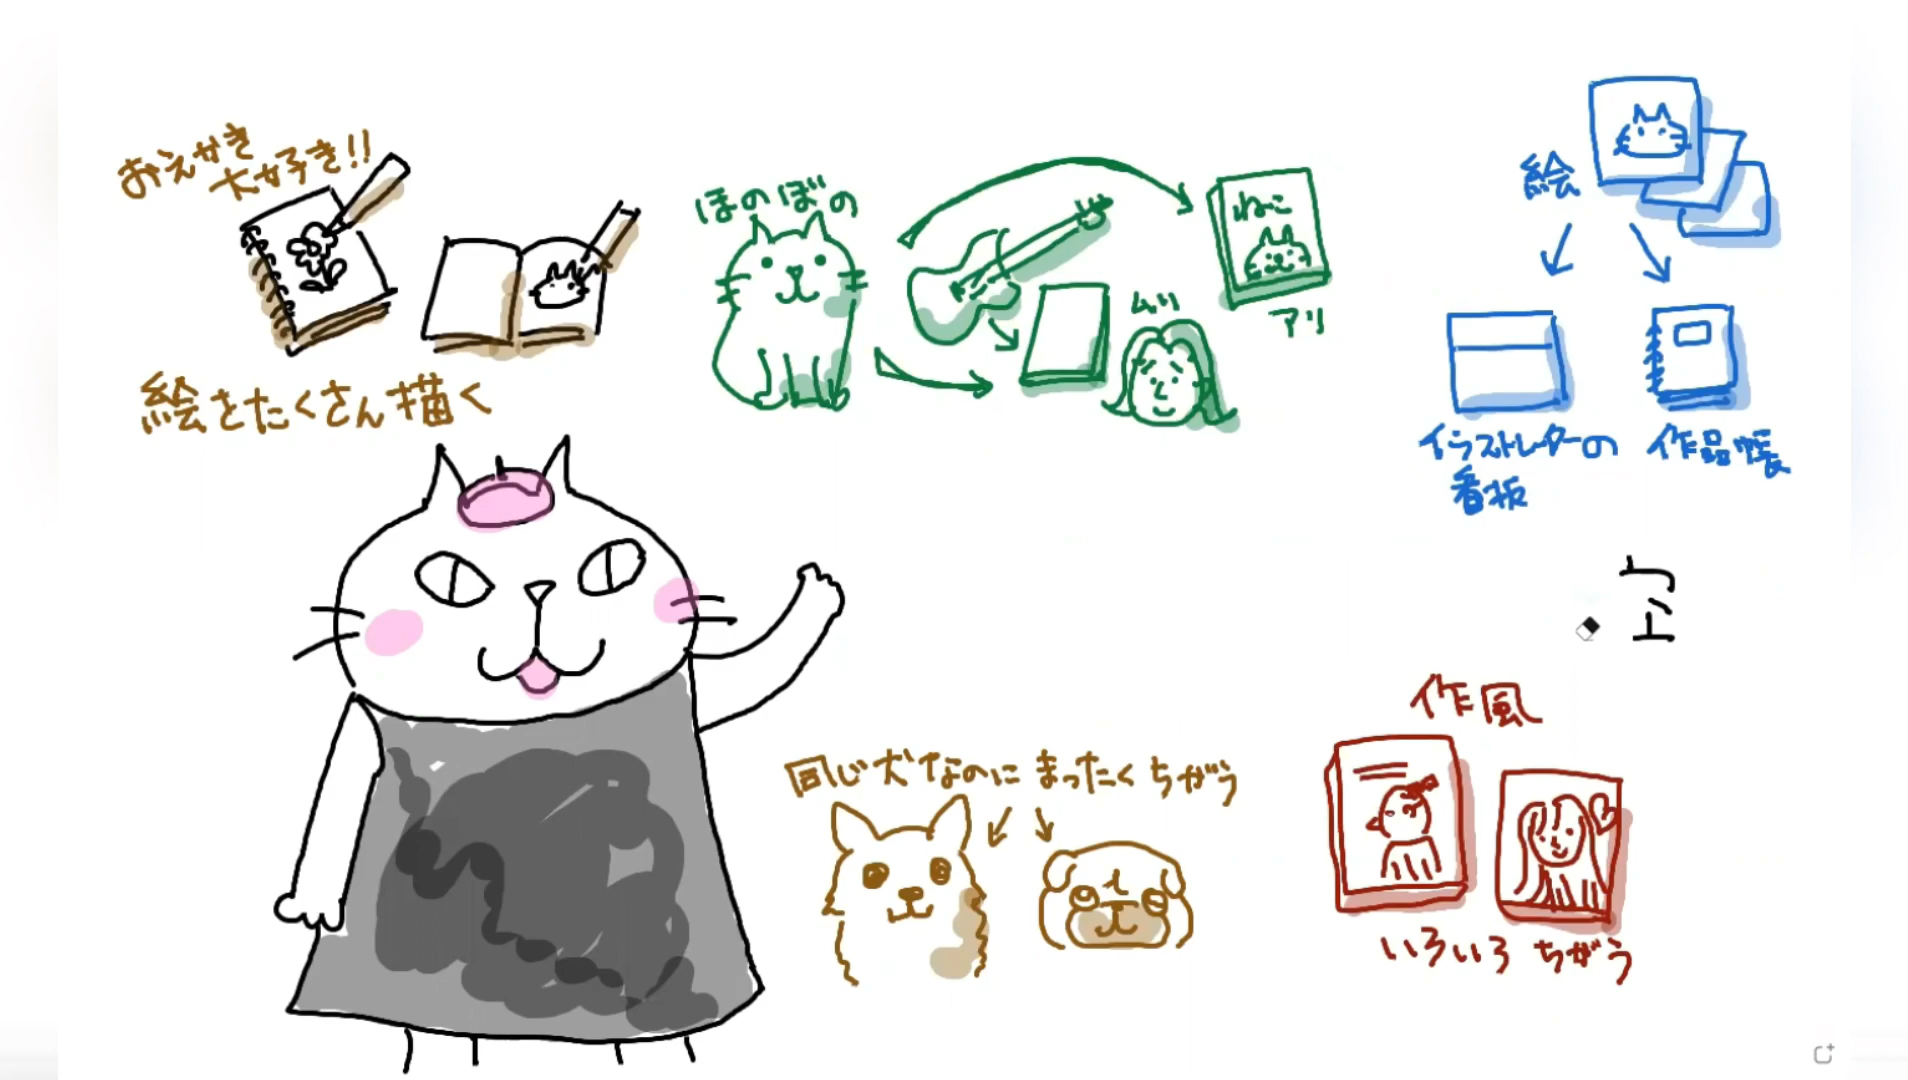 おえかき
大好き!!
絵をたくさん描く
ほのぼの
ねこ
ムリ
アリ
絵
イラストレーターの
看板
作品帳
空
同じ犬なのにまったくちがう
作風
いろいろちがう